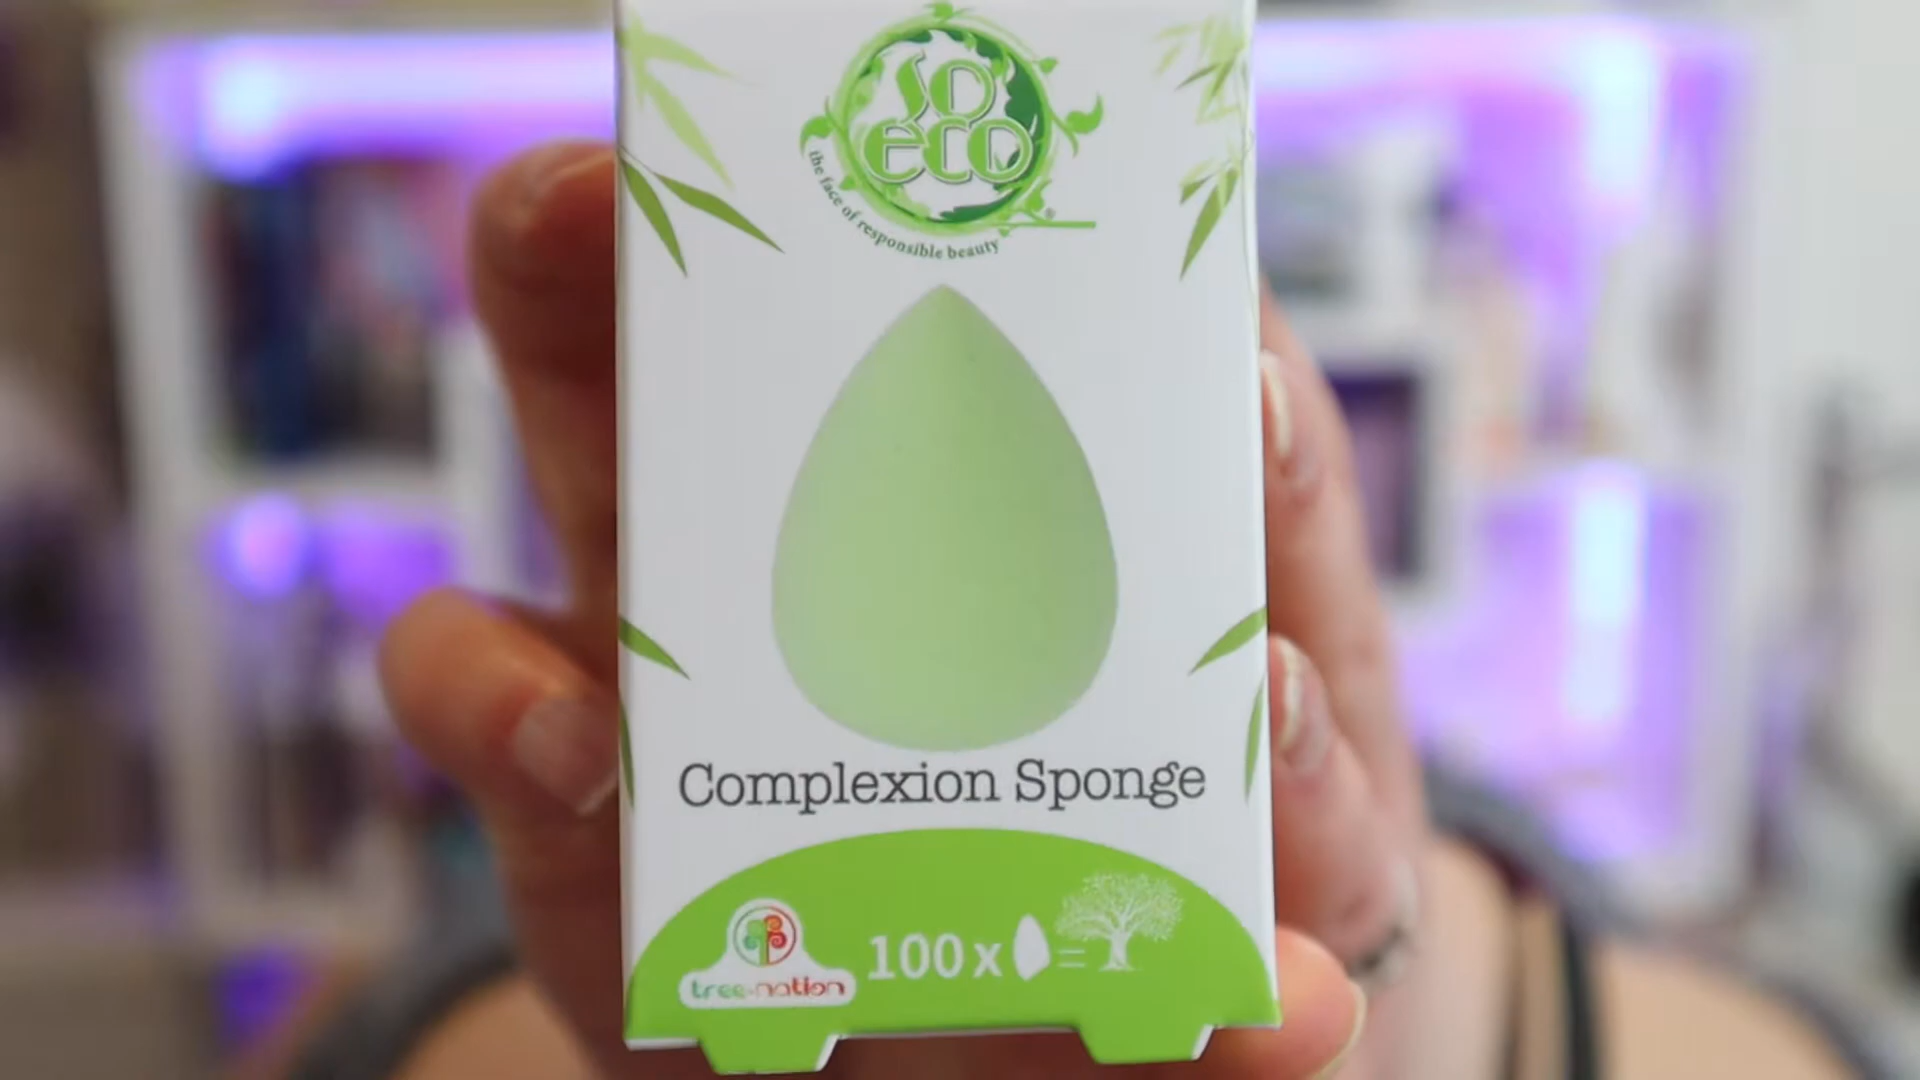 SO
eco
the face of responsible beauty
Complexion Sponge
tree-nation
100 x =